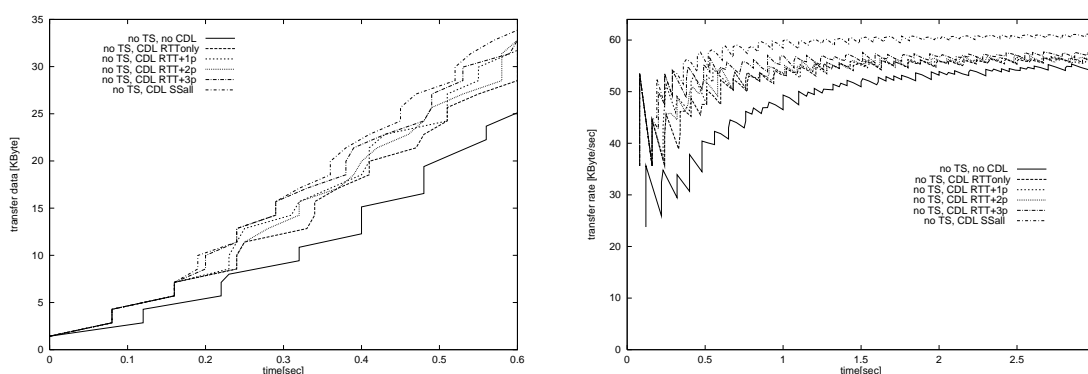 35
30
25
20
15
10
5
0
transfer data [KByte]
no TS, no CDL
no TS, CDL RTTonly
no TS, CDL RTT+1p
no TS, CDL RTT+2p
no TS, CDL RTT+3p
no TS, CDL SSall
0 0.1 0.2 0.3 0.4 0.5 0.6
time[sec]
60
50
40
30
20
10
0
transfer rate [KByte/sec]
no TS, no CDL
no TS, CDL RTTonly
no TS, CDL RTT+1p
no TS, CDL RTT+2p
no TS, CDL RTT+3p
no TS, CDL SSall
0 0.5 1 1.5 2 2.5
time[sec]